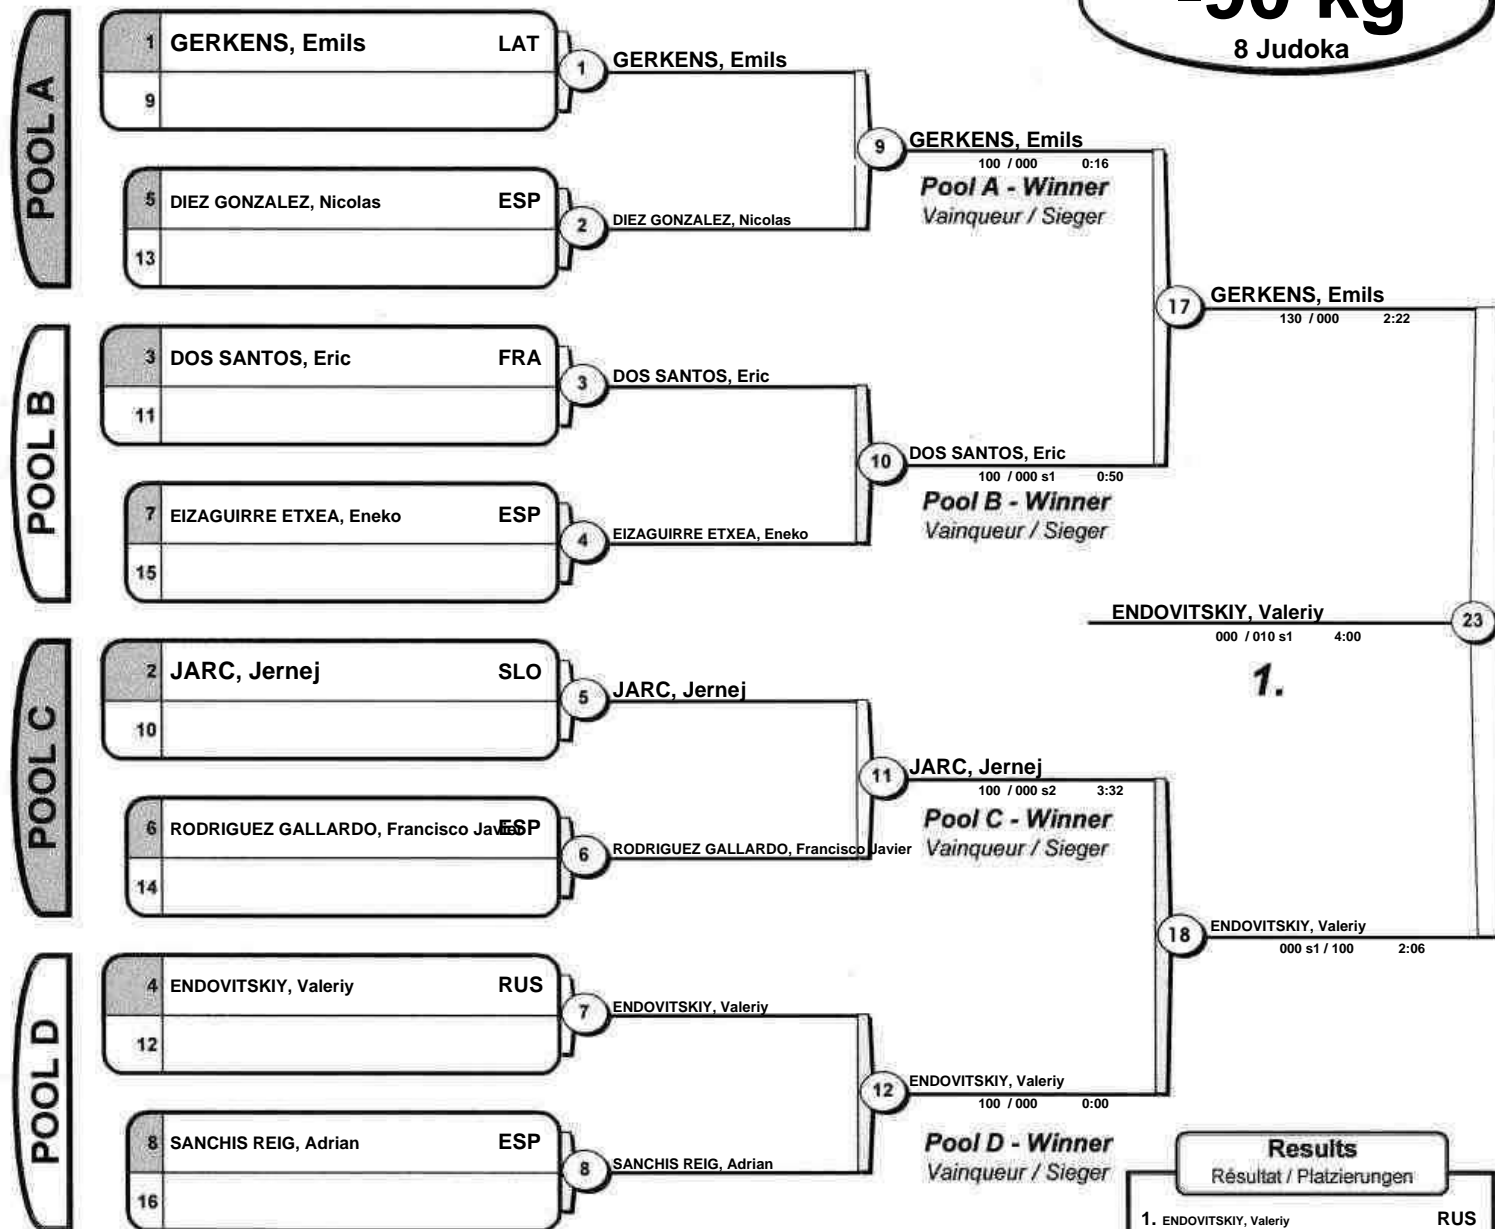 -90 kg
8 Judoka
POOL A
1 GERKENS, Emils LAT
9
5 DIEZ GONZALEZ, Nicolas ESP
13
1 GERKENS, Emils
2 DIEZ GONZALEZ, Nicolas
9 GERKENS, Emils
100 / 000 0:16
Pool A - Winner
Vainqueur / Sieger
POOL B
3 DOS SANTOS, Eric FRA
11
7 EIZAGUIRRE ETXEA, Eneko ESP
15
3 DOS SANTOS, Eric
4 EIZAGUIRRE ETXEA, Eneko
10 DOS SANTOS, Eric
100 / 000 s1 0:50
Pool B - Winner
Vainqueur / Sieger
17 GERKENS, Emils
130 / 000 2:22
ENDOVITSKIY, Valeriy 23
000 / 010 s1 4:00
1.
POOL C
2 JARC, Jernej SLO
10
6 RODRIGUEZ GALLARDO, Francisco Javier ESP
14
5 JARC, Jernej
6 RODRIGUEZ GALLARDO, Francisco Javier
11 JARC, Jernej
100 / 000 s2 3:32
Pool C - Winner
Vainqueur / Sieger
POOL D
4 ENDOVITSKIY, Valeriy RUS
12
8 SANCHIS REIG, Adrian ESP
16
7 ENDOVITSKIY, Valeriy
8 SANCHIS REIG, Adrian
12 ENDOVITSKIY, Valeriy
100 / 000 0:00
Pool D - Winner
Vainqueur / Sieger
18 ENDOVITSKIY, Valeriy
000 s1 / 100 2:06
Results
Résultat / Platzierungen
1. ENDOVITSKIY, Valeriy RUS